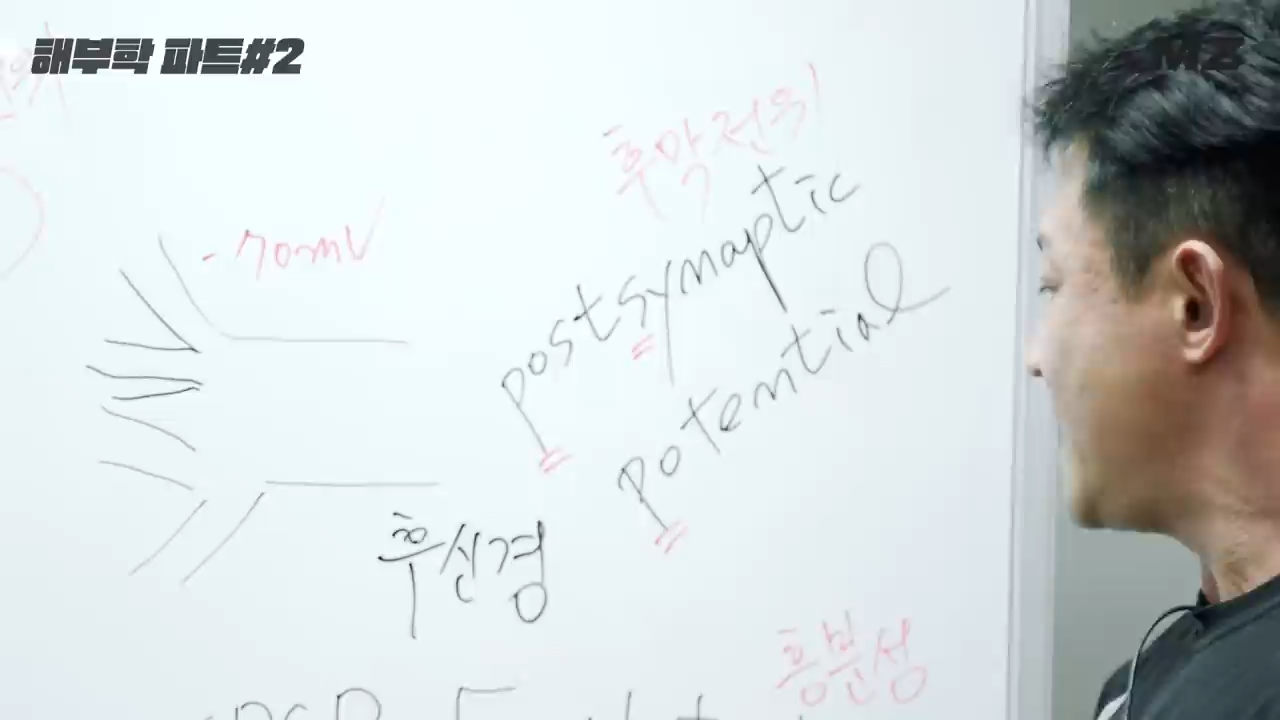 해부학 파트#2
MZ
후막전위
-70mV
postsynaptic
potential
후신경
흥분성